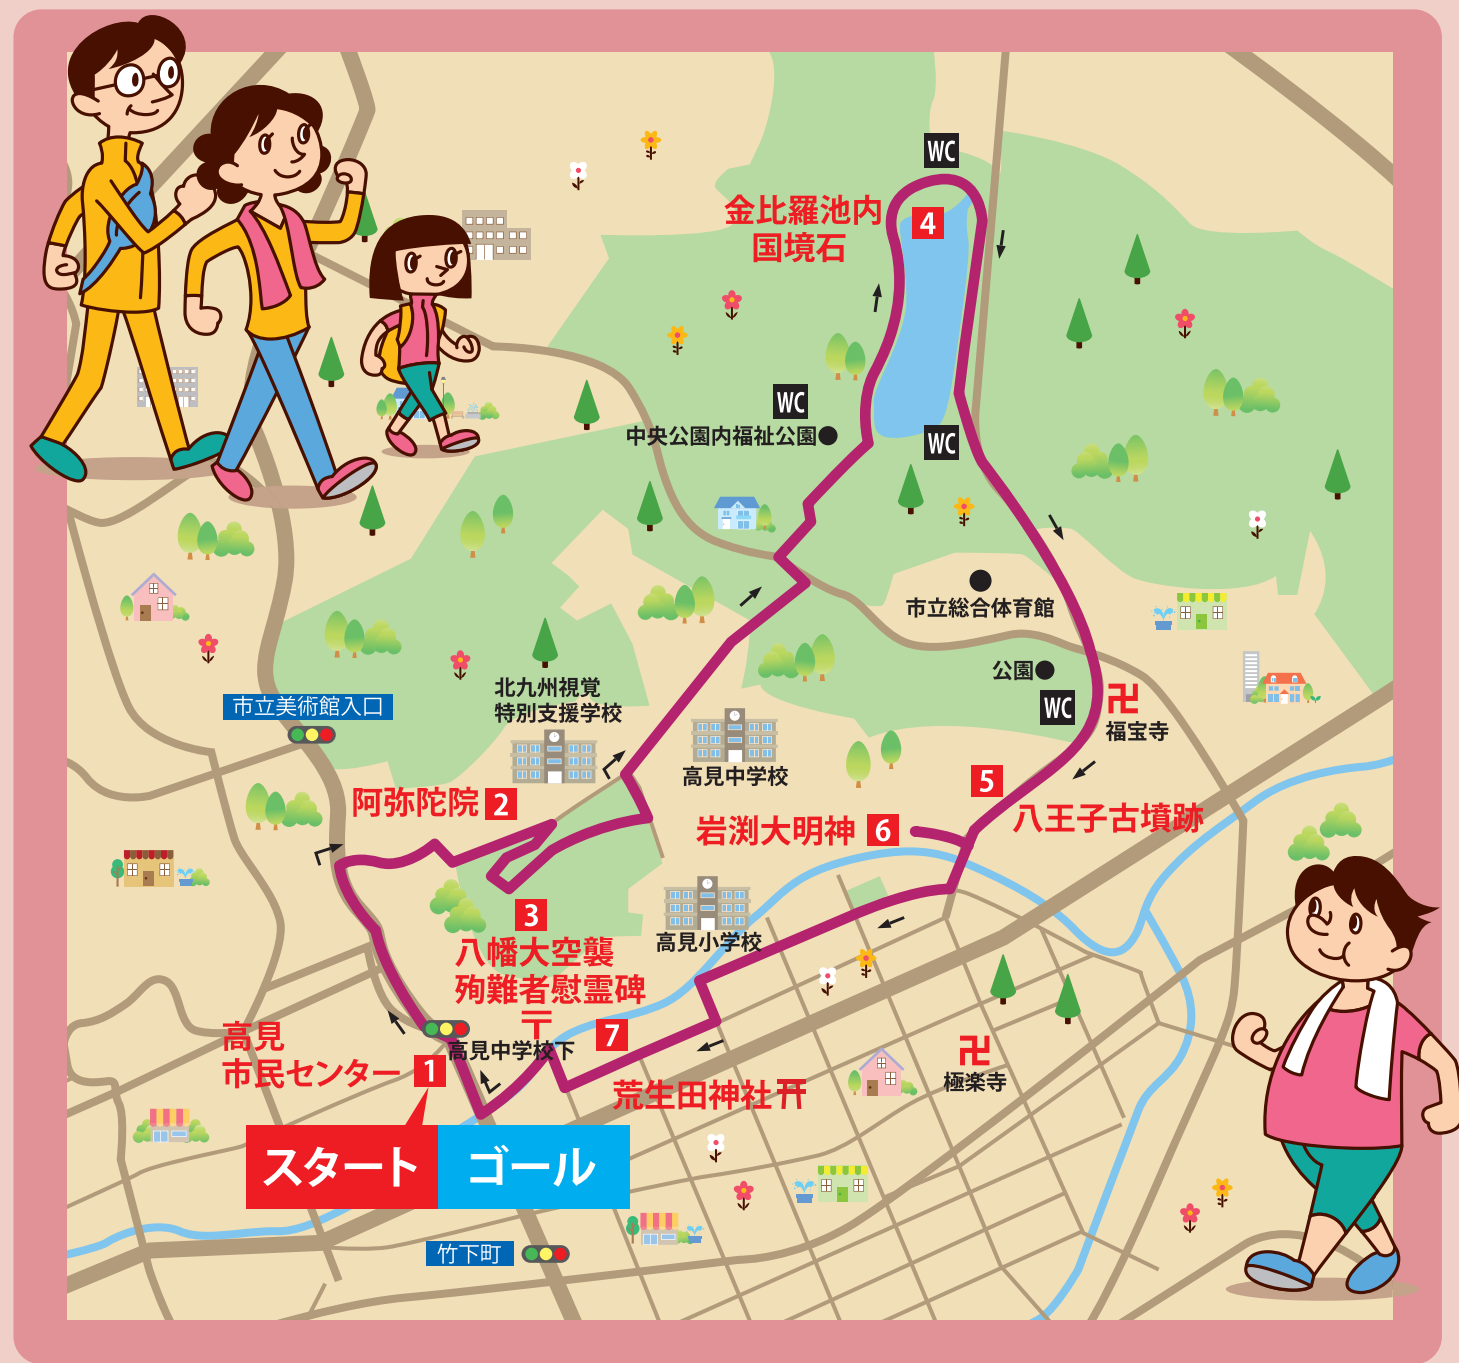 WC
金比羅池内
国境石
4
WC
中央公園内福祉公園
WC
市立総合体育館
公園
WC
卍
福宝寺
北九州視覚
特別支援学校
市立美術館入口
高見中学校
5
八王子古墳跡
阿弥陀院 2
岩渕大明神 6
3
八幡大空襲
殉難者慰霊碑
高見小学校
〒
7
高見
市民センター 1
高見中学校下
卍
極楽寺
荒生田神社
スタート
ゴール
竹下町